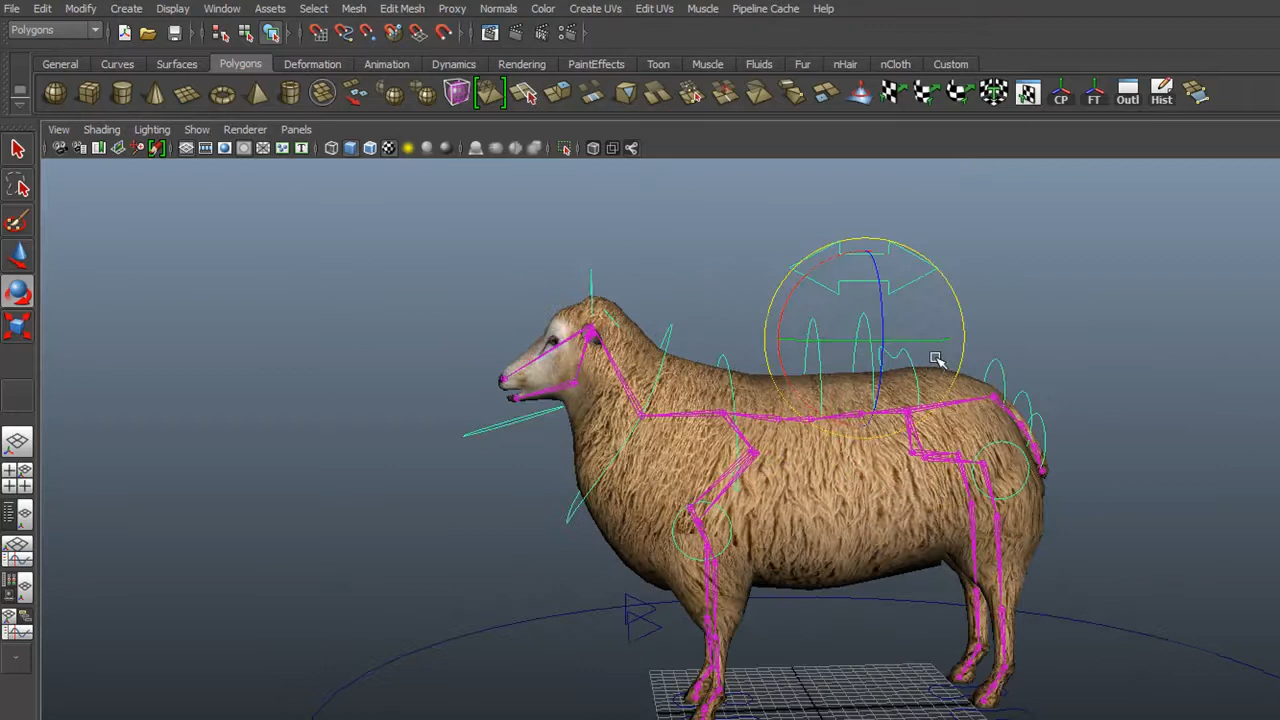 File Edit Modify Create Display Window Assets Select Mesh Edit Mesh Proxy Normals Color Create UVs Edit UVs Muscle Pipeline Cache Help
Polygons
General Curves Surfaces Polygons Deformation Animation Dynamics Rendering PaintEffects Toon Muscle Fluids Fur nHair nCloth Custom
CP FT Outl Hist
View Shading Lighting Show Renderer Panels